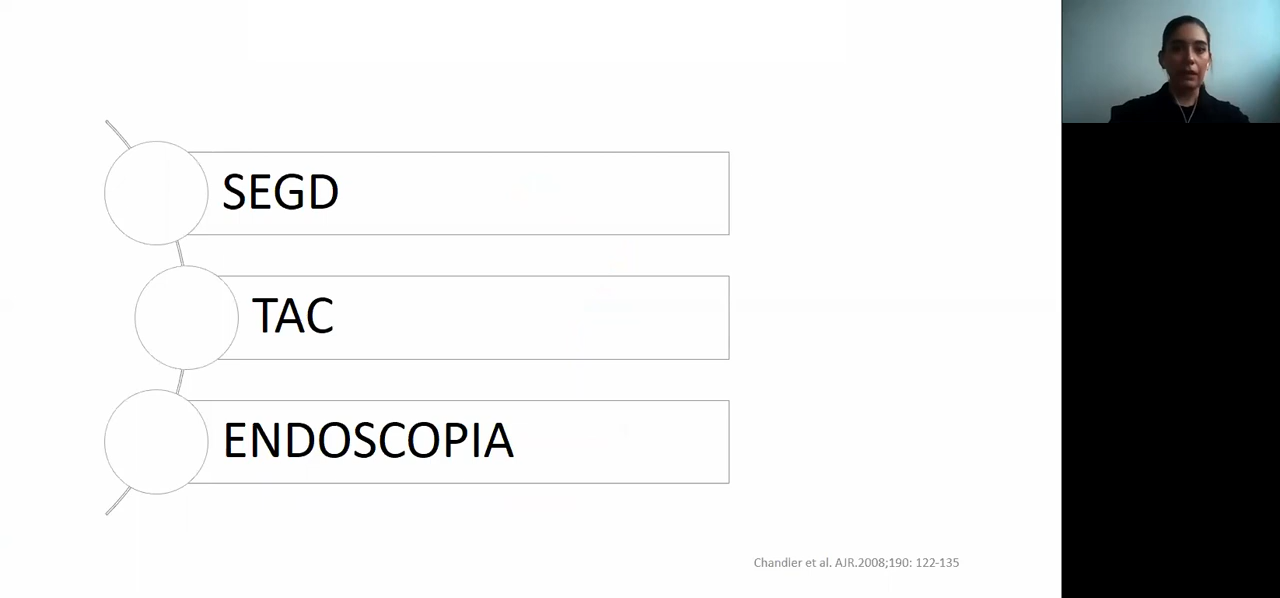 SEGD
TAC
ENDOSCOPIA
Chandler et al. AJR.2008;190: 122-135